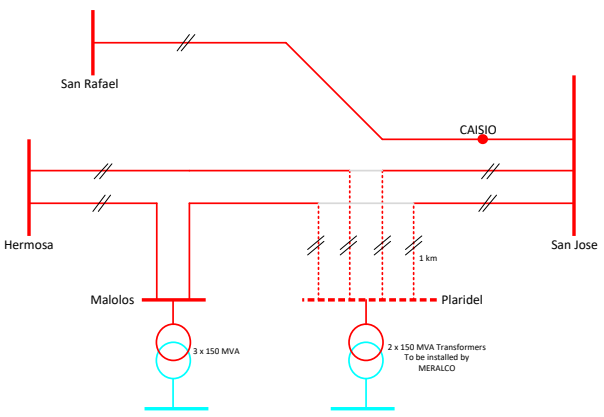 San Rafael
CAISIO
Hermosa
San Jose
1 km
Malolos
Plaridel
3 x 150 MVA
2 x 150 MVA Transformers
To be installed by
MERALCO